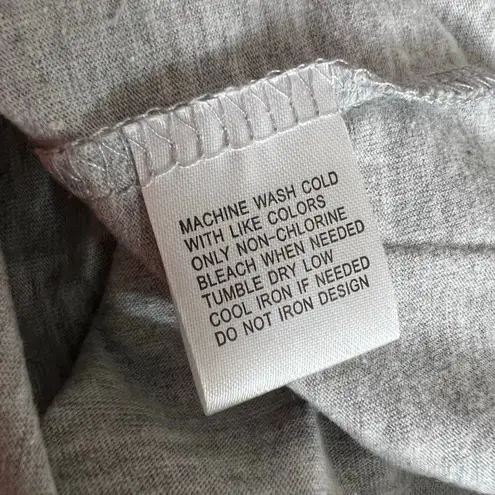 MACHINE WASH COLD
WITH LIKE COLORS
ONLY NON-CHLORINE
BLEACH WHEN NEEDED
TUMBLE DRY LOW
COOL IRON IF NEEDED
DO NOT IRON DESIGN